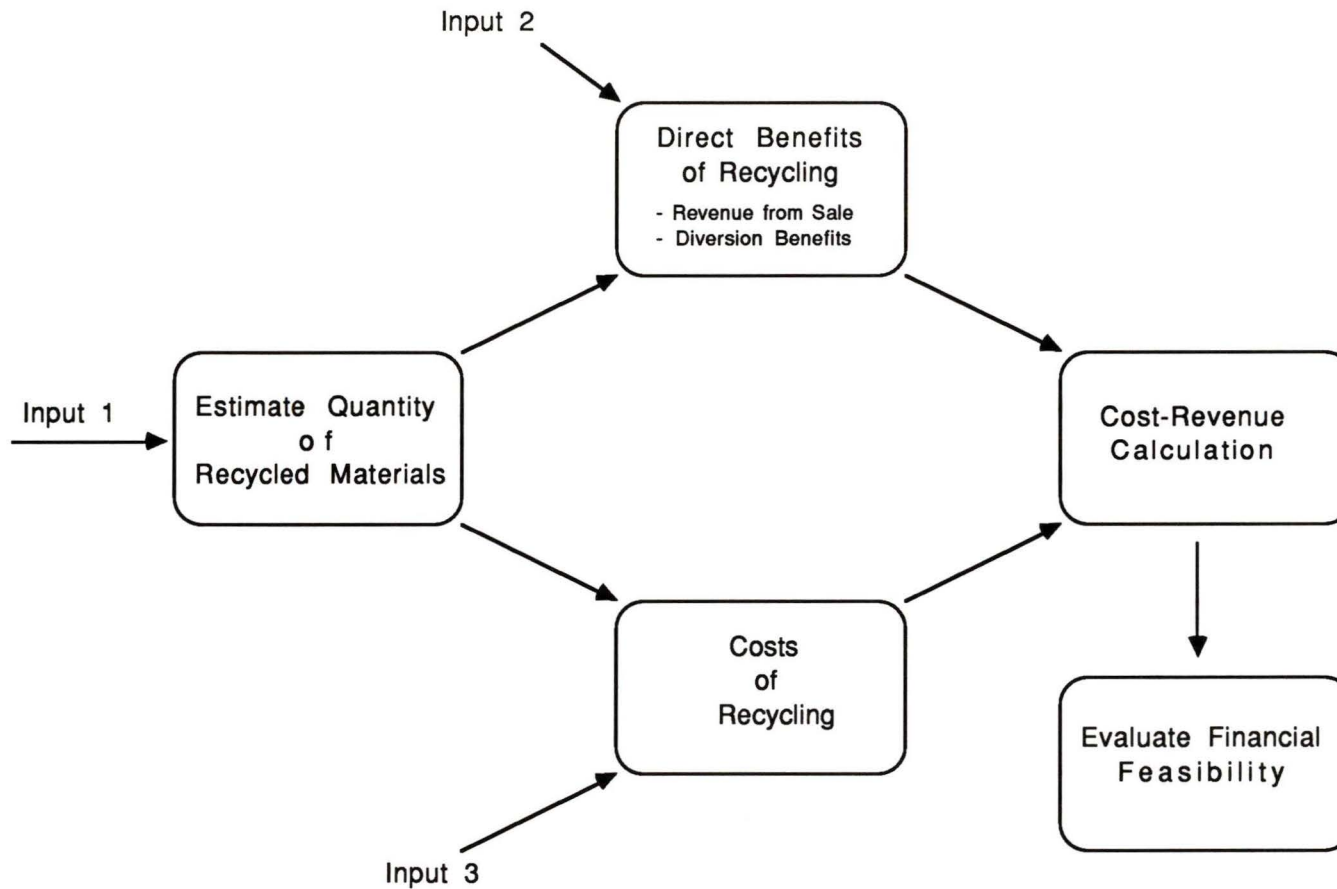 Input 2
Direct Benefits
of Recycling
- Revenue from Sale
- Diversion Benefits
Input 1
Estimate Quantity
of
Recycled Materials
Cost-Revenue
Calculation
Costs
of
Recycling
Evaluate Financial
Feasibility
Input 3